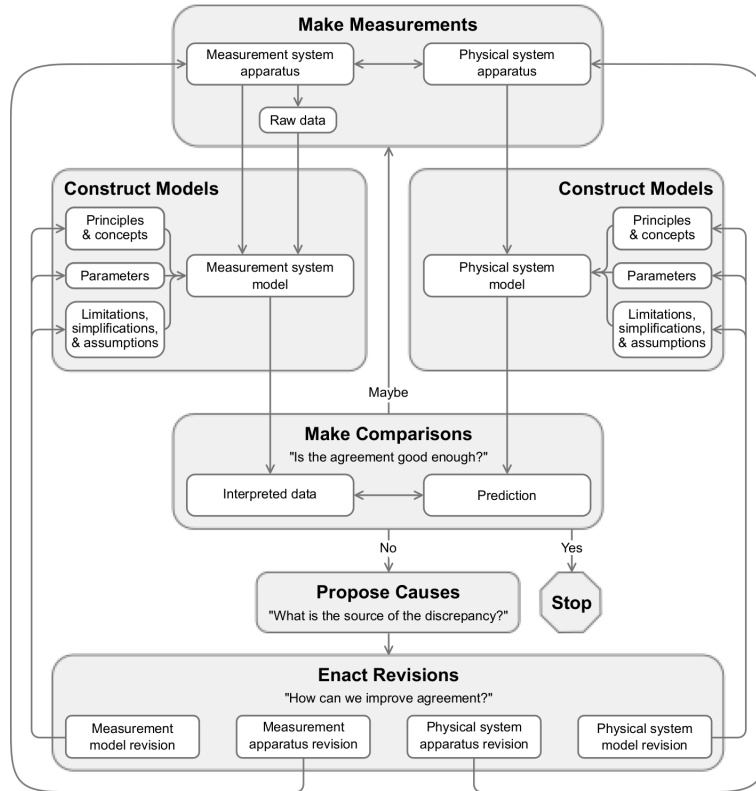 Make Measurements
Measurement system
apparatus
Physical system
apparatus
Raw data
Construct Models
Principles
& concepts
Parameters
Limitations,
simplifications,
& assumptions
Measurement system
model
Construct Models
Physical system
model
Principles
& concepts
Parameters
Limitations,
simplifications,
& assumptions
Maybe
Make Comparisons
"Is the agreement good enough?"
Interpreted data
Prediction
No
Yes
Propose Causes
"What is the source of the discrepancy?"
Stop
Enact Revisions
"How can we improve agreement?"
Measurement
model revision
Measurement
apparatus revision
Physical system
apparatus revision
Physical system
model revision